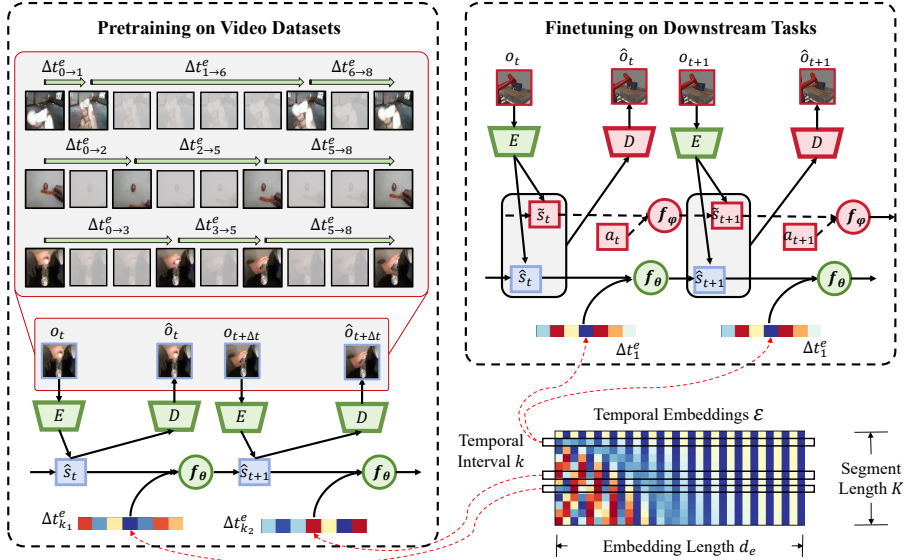 Pretraining on Video Datasets
Δt^e_{0→1} Δt^e_{1→6} Δt^e_{6→8}
Δt^e_{0→2} Δt^e_{2→5} Δt^e_{5→8}
Δt^e_{0→3} Δt^e_{3→5} Δt^e_{5→8}
o_t ô_t o_{t+Δt} ô_{t+Δt}
E D E D
ŝ_t f_θ ŝ_{t+1} f_θ
Δt^e_{k_1} Δt^e_{k_2}
Finetuning on Downstream Tasks
o_t ô_t o_{t+1} ô_{t+1}
E D E D
s̃_t f_φ s̃_{t+1} f_φ
a_t a_{t+1}
ŝ_t f_θ ŝ_{t+1} f_θ
Δt^e_1 Δt^e_1
Temporal Embeddings ℰ
Temporal
Interval k
Segment
Length K
Embedding Length d_e